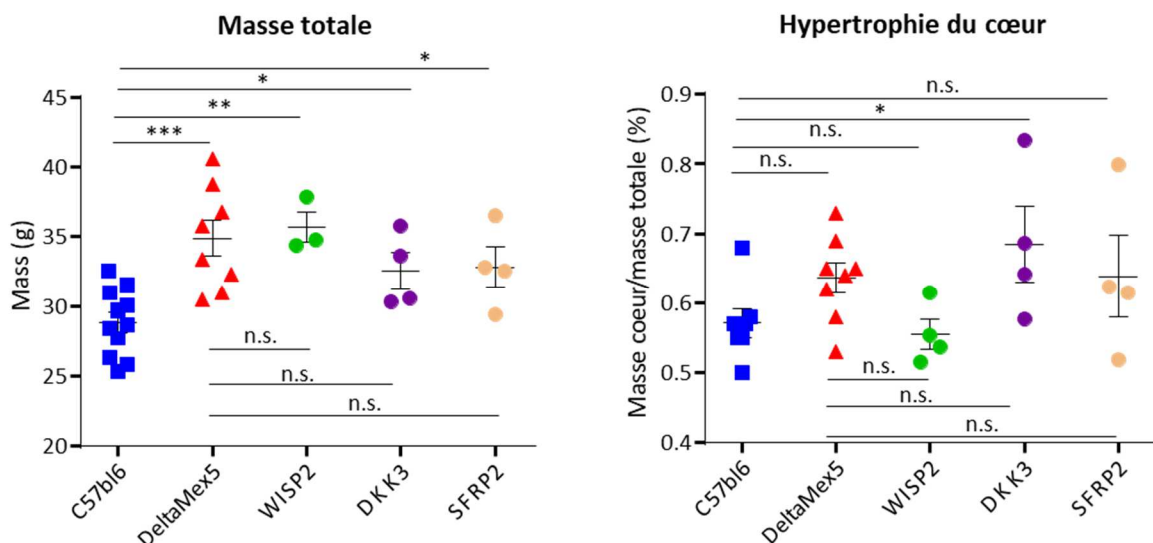 Masse totale
*
*
**
***
Mass (g)
45
40
35
30
25
20
n.s.
n.s.
n.s.
C57bl6
DeltaMex5
WISP2
DKK3
SFRP2
Hypertrophie du cœur
n.s.
*
n.s.
n.s.
Masse coeur/masse totale (%)
0.9
0.8
0.7
0.6
0.5
0.4
n.s.
n.s.
n.s.
C57bl6
DeltaMex5
WISP2
DKK3
SFRP2